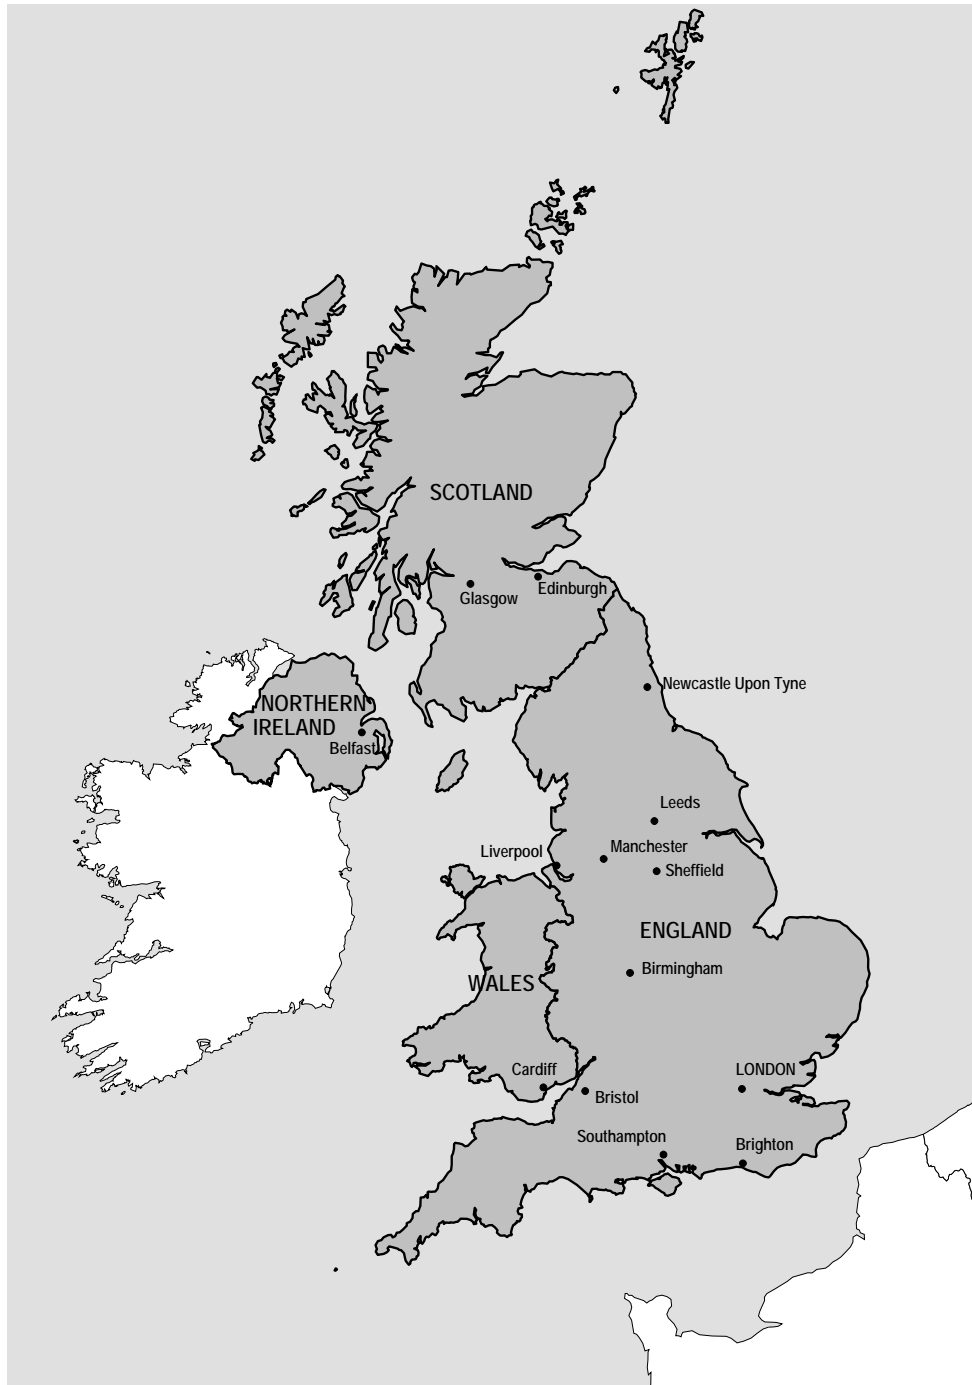 SCOTLAND
Glasgow
Edinburgh
Newcastle Upon Tyne
NORTHERN
IRELAND
Belfast
Leeds
Manchester
Liverpool
Sheffield
ENGLAND
Birmingham
WALES
Cardiff
LONDON
Bristol
Southampton
Brighton